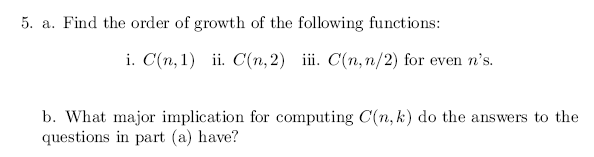 5. a. Find the order of growth of the following functions:
i. C(n, 1) ii. C(n, 2) iii. C(n, n/2) for even n's.
b. What major implication for computing C(n, k) do the answers to the
questions in part (a) have?